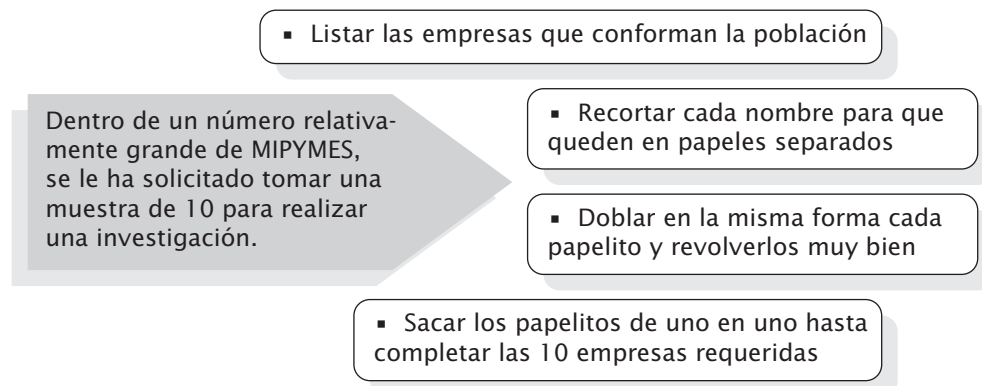 ▪ Listar las empresas que conforman la población
Dentro de un número relativa-
mente grande de MIPYMES,
se le ha solicitado tomar una
muestra de 10 para realizar
una investigación.
▪ Recortar cada nombre para que
queden en papeles separados
▪ Doblar en la misma forma cada
papelito y revolverlos muy bien
▪ Sacar los papelitos de uno en uno hasta
completar las 10 empresas requeridas